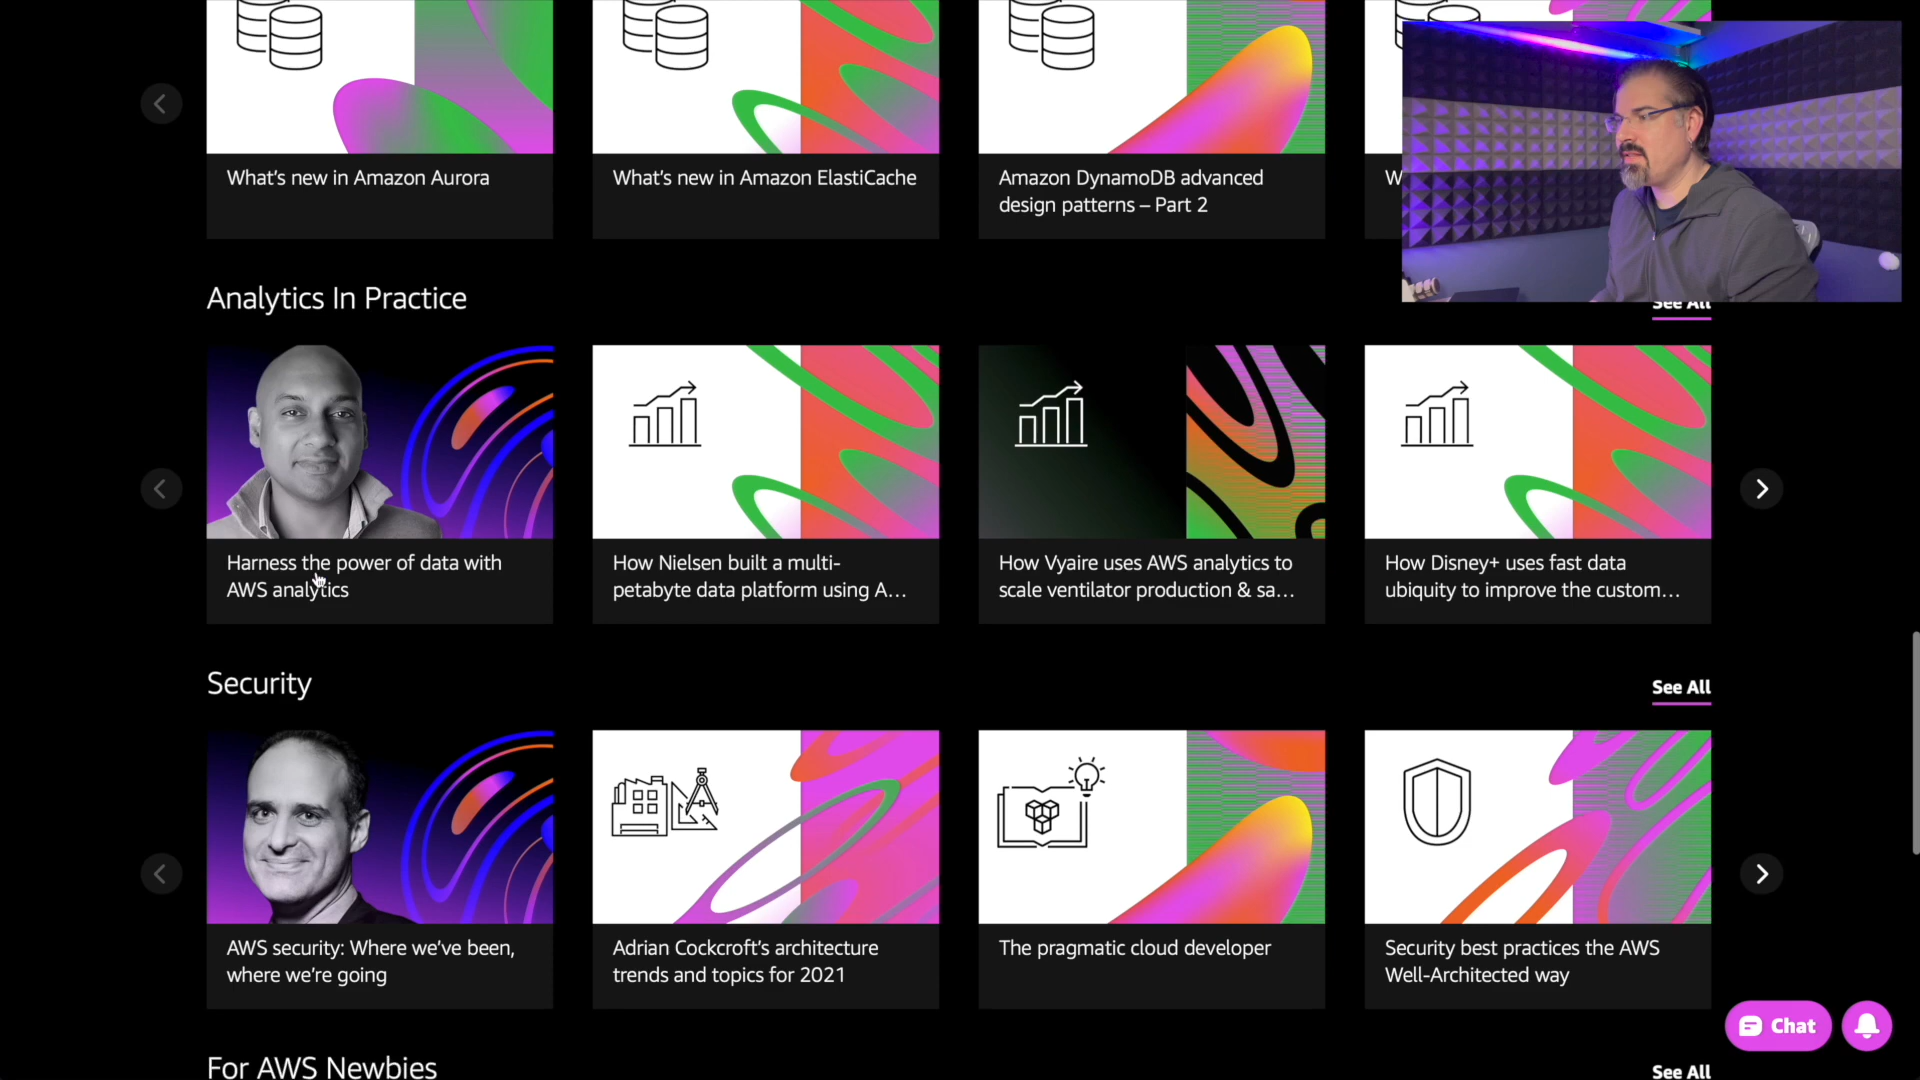 What's new in Amazon Aurora
What's new in Amazon ElastiCache
Amazon DynamoDB advanced
design patterns – Part 2
W
Analytics In Practice
See All
Harness the power of data with
AWS analytics
How Nielsen built a multi-
petabyte data platform using A...
How Vyaire uses AWS analytics to
scale ventilator production & sa...
How Disney+ uses fast data
ubiquity to improve the custom...
Security
See All
AWS security: Where we've been,
where we're going
Adrian Cockcroft's architecture
trends and topics for 2021
The pragmatic cloud developer
Security best practices the AWS
Well-Architected way
Chat
For AWS Newbies
See All